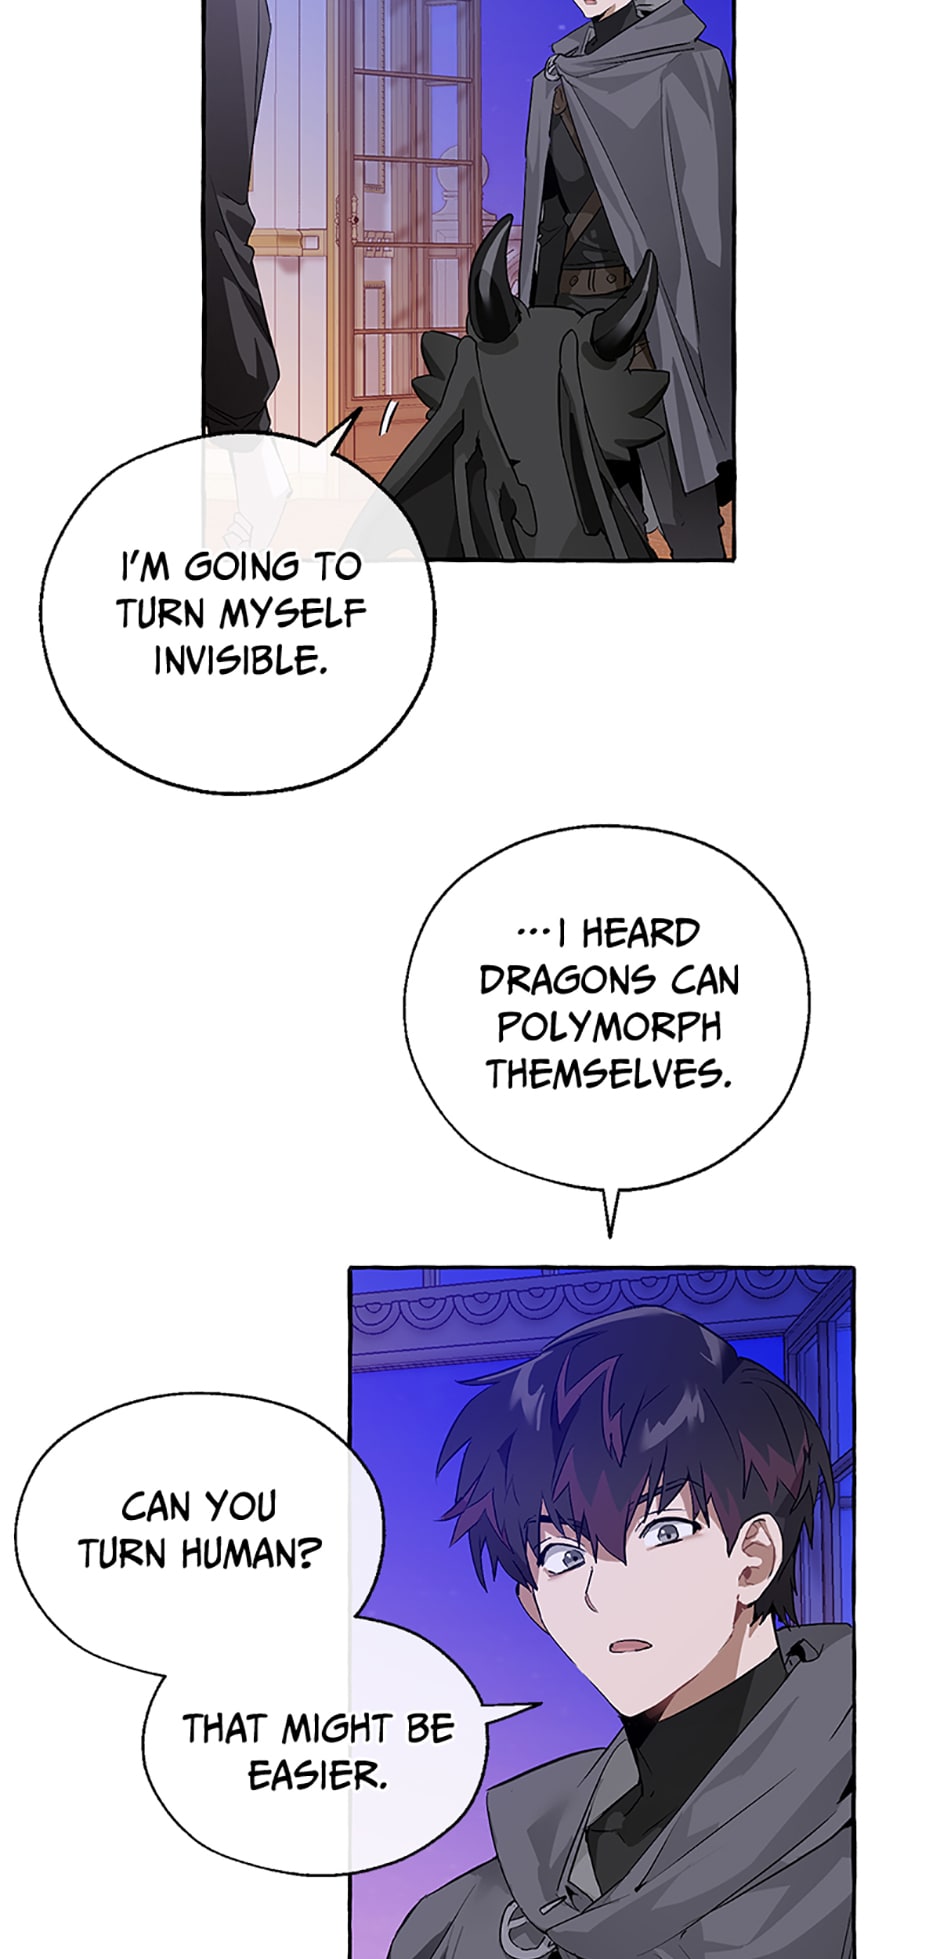 I'M GOING TO
TURN MYSELF
INVISIBLE.
...I HEARD
DRAGONS CAN
POLYMORPH
THEMSELVES.
CAN YOU
TURN HUMAN?
THAT MIGHT BE
EASIER.